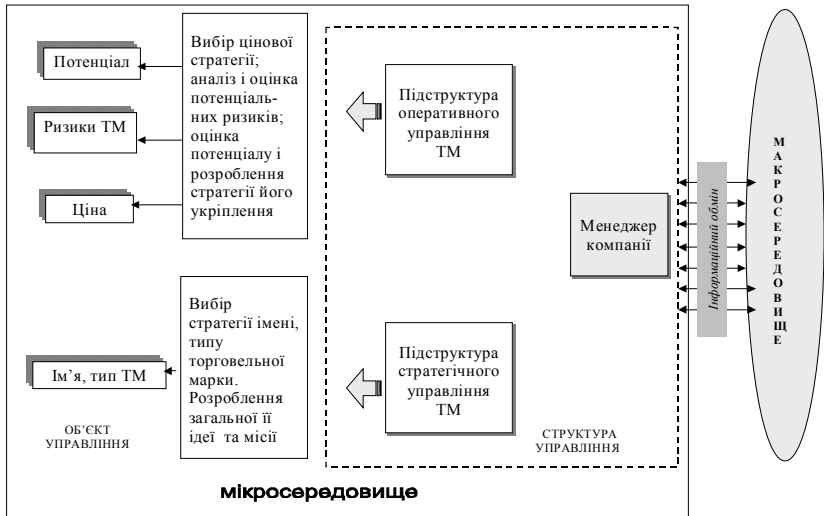 Потенціал
Ризики ТМ
Ціна
Вибір цінової
стратегії;
аналіз і оцінка
потенціаль-
них ризиків;
оцінка
потенціалу і
розроблення
стратегії його
укріплення
Підструктура
оперативного
управління
ТМ
Менеджер
компанії
Інформаційний обмін
МАКРОСЕРЕДОВИЩЕ
Ім’я, тип ТМ
Вибір
стратегії імені,
типу
торговельної
марки.
Розроблення
загальної її
ідеї та місії
Підструктура
стратегічного
управління
ТМ
ОБ’ЄКТ
УПРАВЛІННЯ
СТРУКТУРА
УПРАВЛІННЯ
мікросередовище